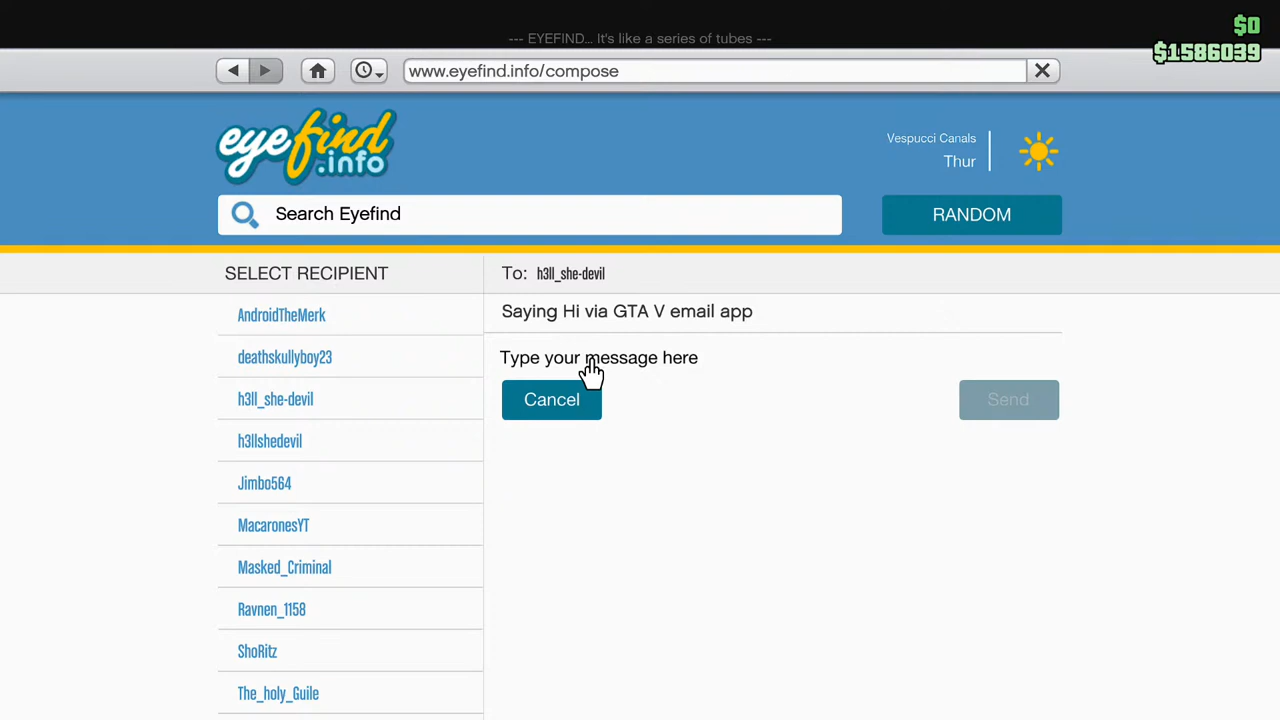 $0
--- EYEFIND... It's like a series of tubes ---
$1586039
www.eyefind.info/compose
eyefind.info
Vespucci Canals
Thur
Search Eyefind
RANDOM
SELECT RECIPIENT
To: h3ll_she-devil
AndroidTheMerk
Saying Hi via GTA V email app
deathskullyboy23
Type your message here
h3ll_she-devil
Cancel
Send
h3llshedevil
Jimbo564
MacaronesYT
Masked_Criminal
Ravnen_1158
ShoRitz
The_holy_Guile